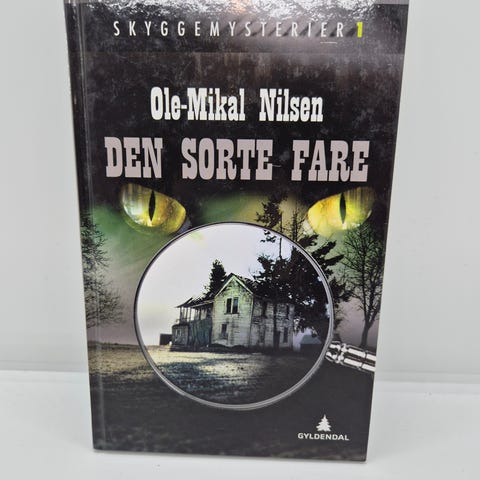 SKYGGEMYSTERIER 1
Ole-Mikal Nilsen
DEN SORTE FARE
GYLDENDAL